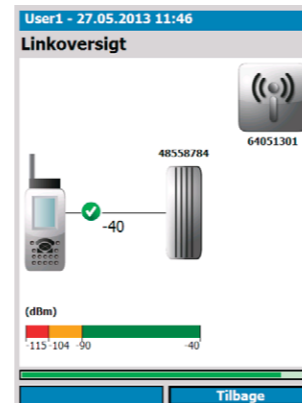 User1 - 27.05.2013 11:46
Linkoversigt
64051301
48558784
-40
(dBm)
-115 -104 -90 -40
Tilbage